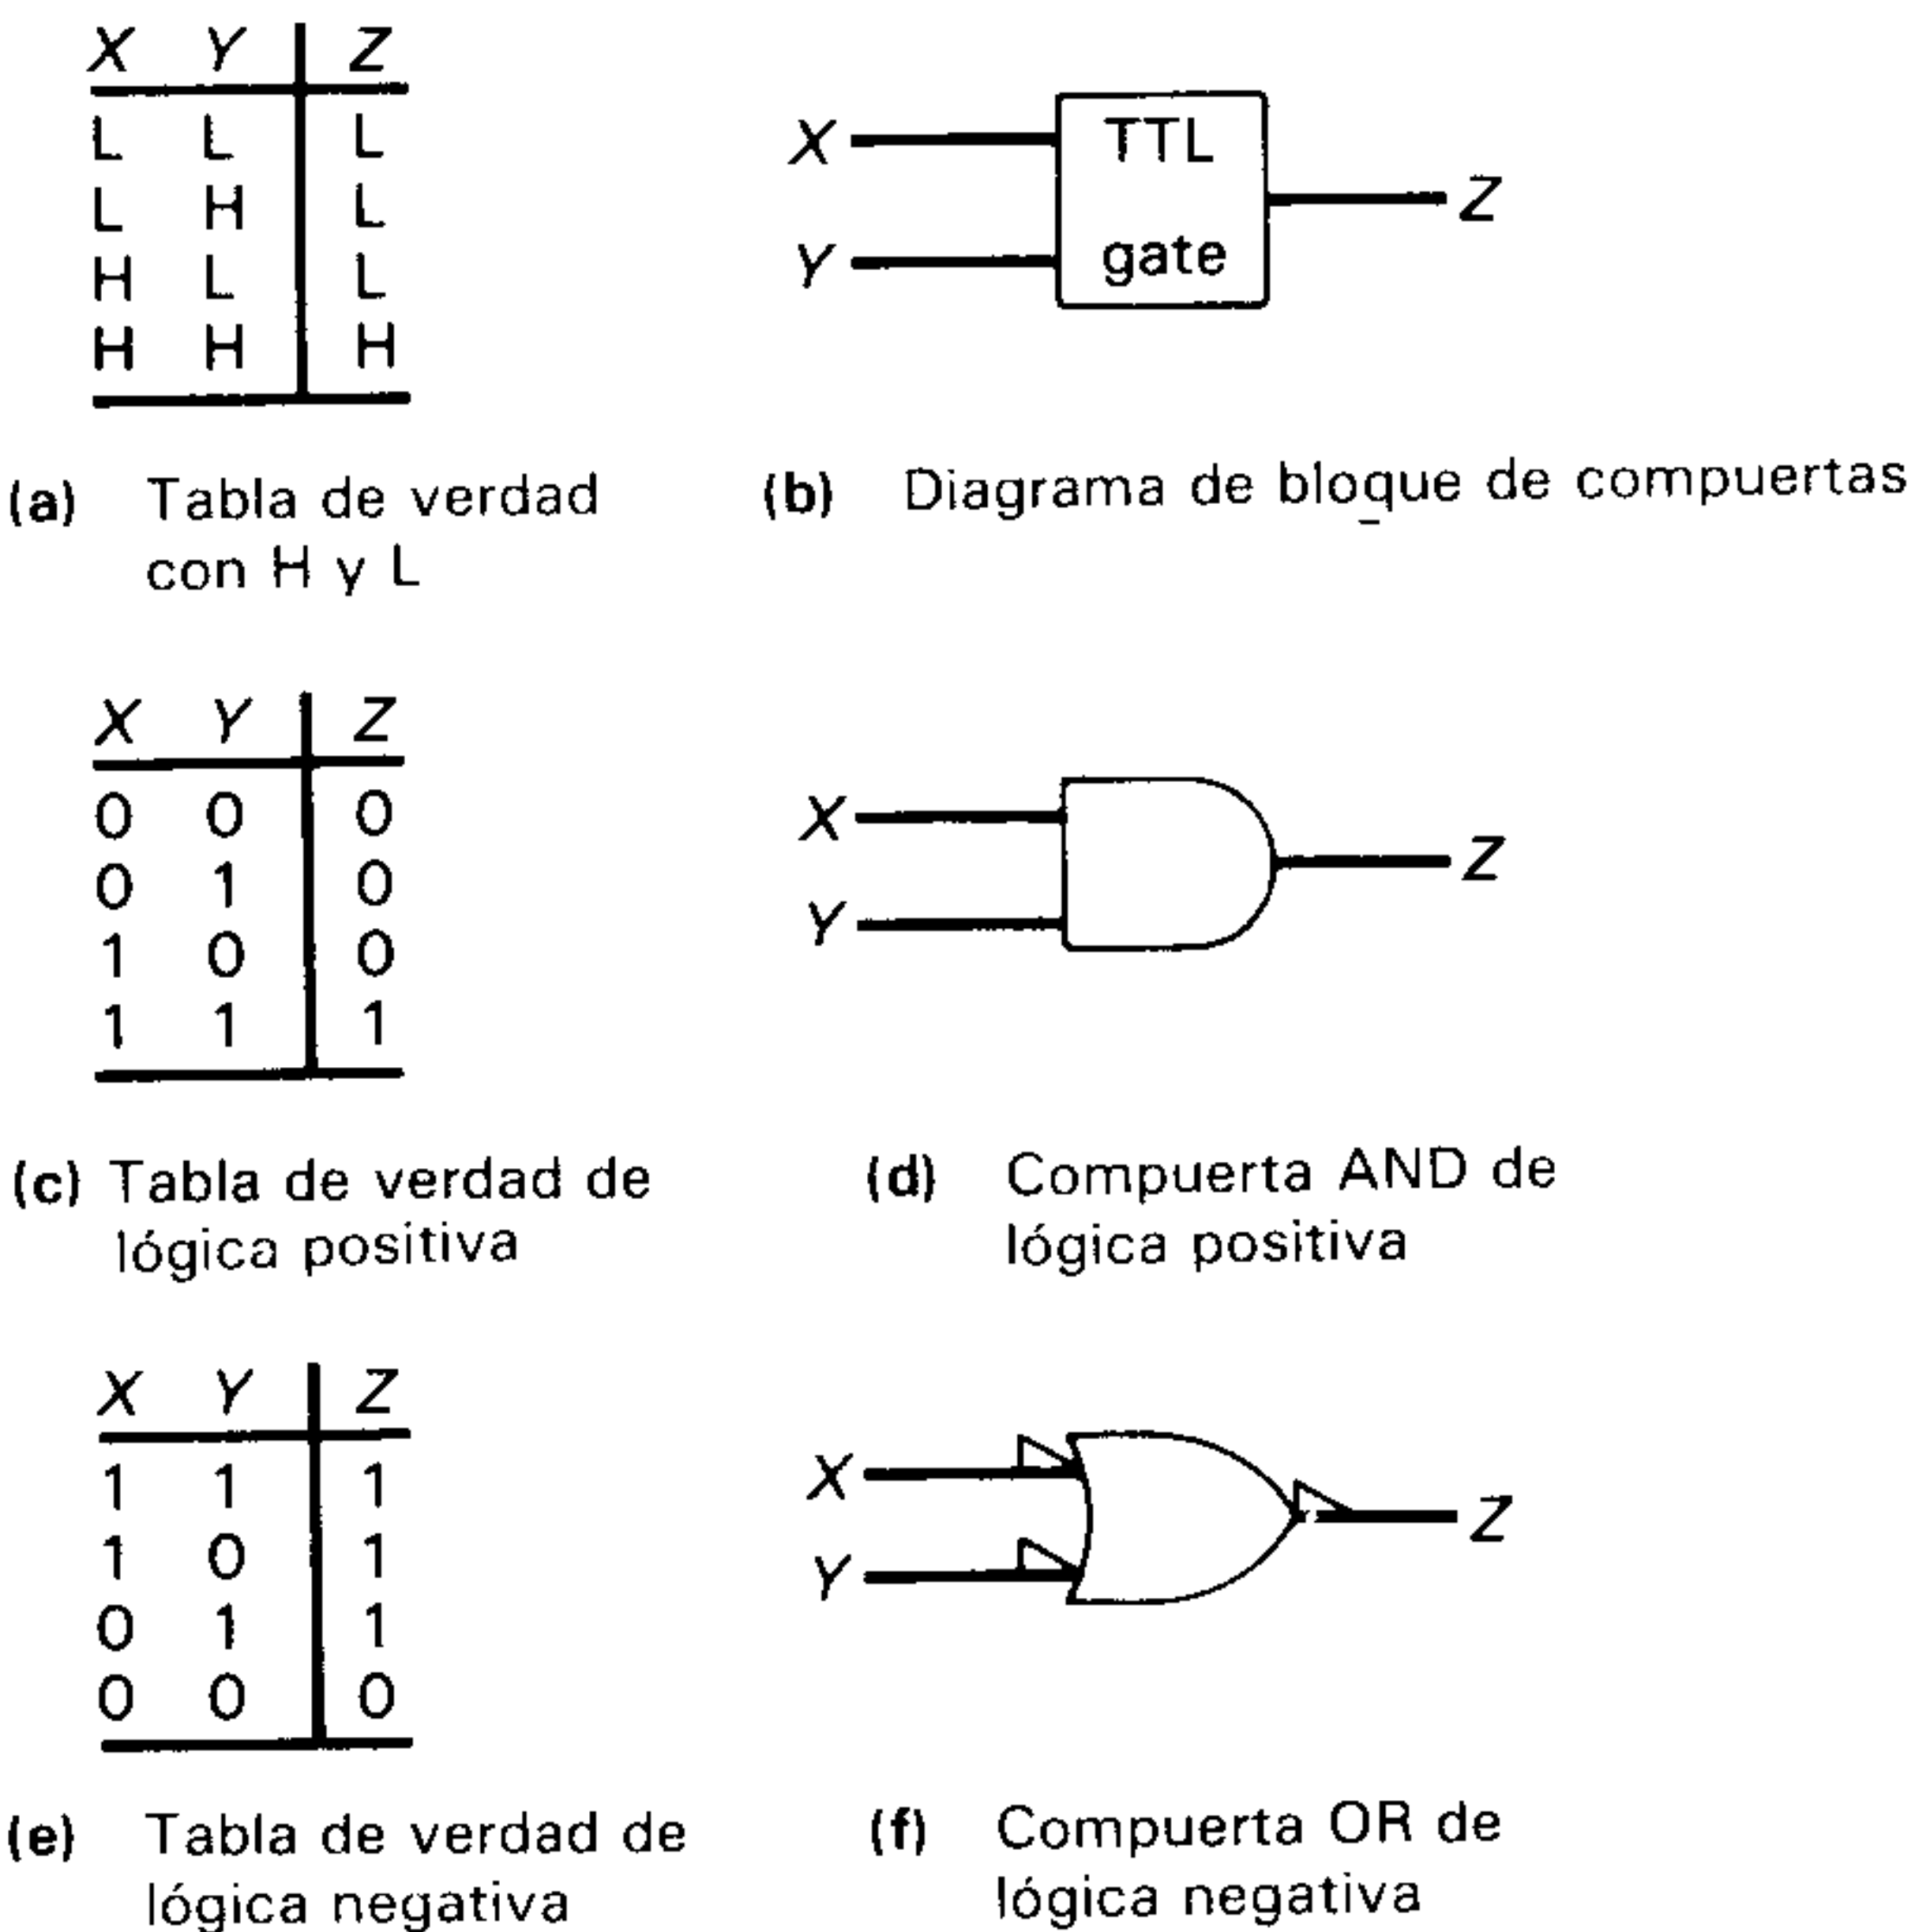 X Y Z
L L L
L H L
H L L
H H H
X
Y
TTL
gate
Z
(a) Tabla de verdad
con H y L
(b) Diagrama de bloque de compuertas
X Y Z
0 0 0
0 1 0
1 0 0
1 1 1
X
Y
Z
(c) Tabla de verdad de
lógica positiva
(d) Compuerta AND de
lógica positiva
X Y Z
1 1 1
1 0 1
0 1 1
0 0 0
X
Y
Z
(e) Tabla de verdad de
lógica negativa
(f) Compuerta OR de
lógica negativa